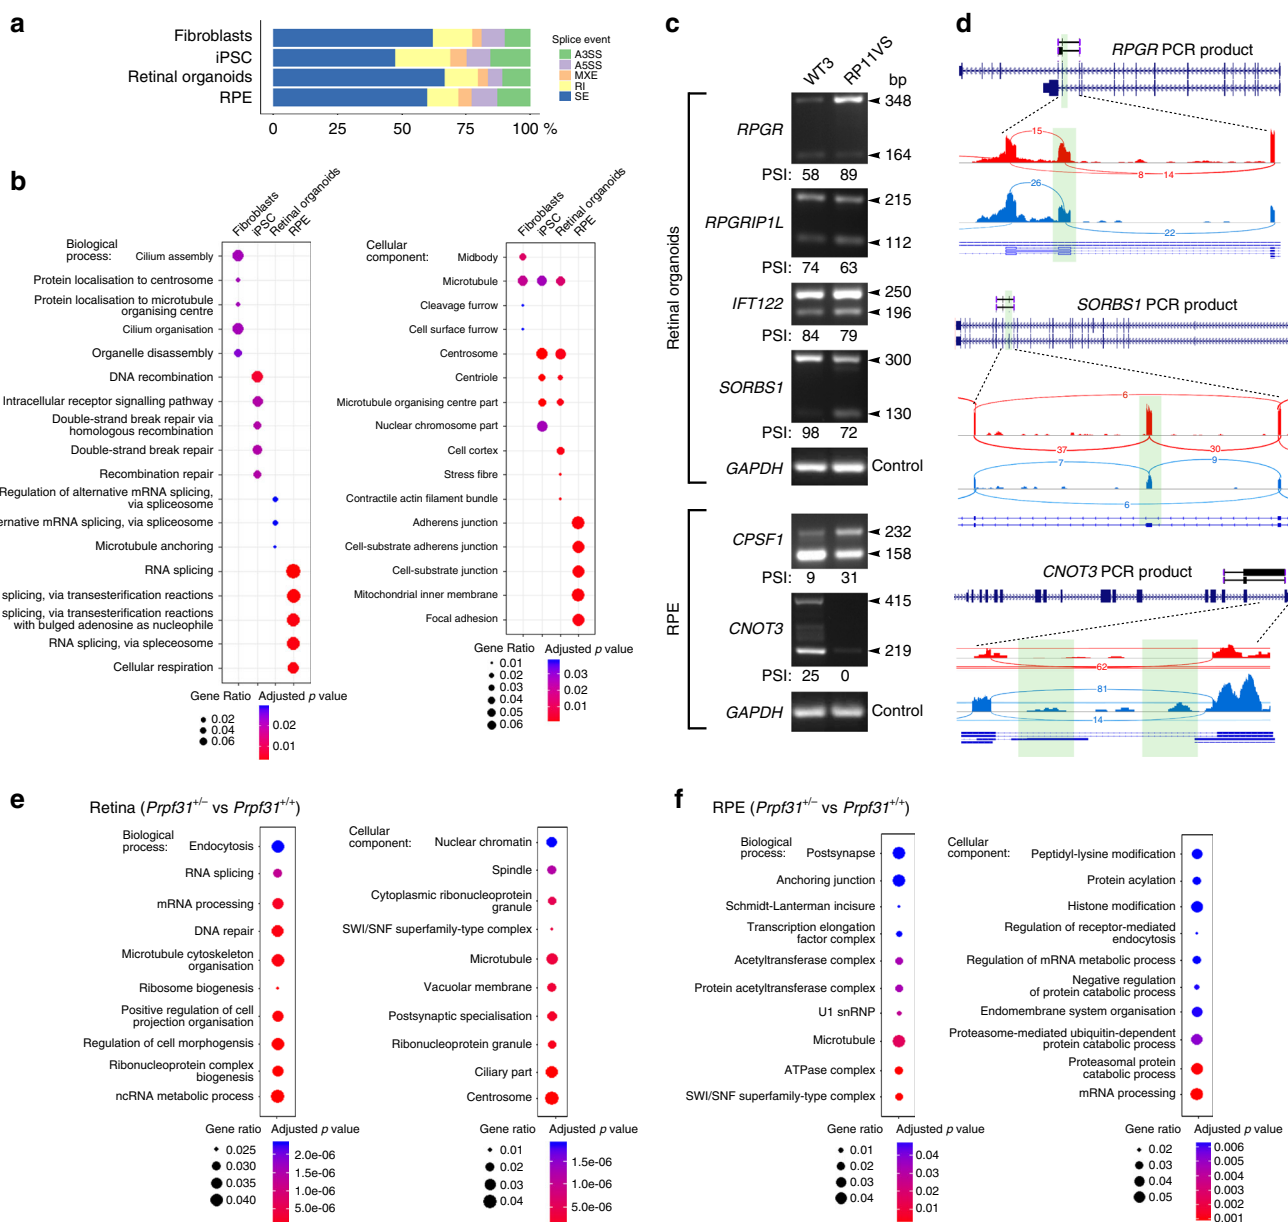 a
Fibroblasts
iPSC
Retinal organoids
RPE
0 25 50 75 100 %
Splice event
A3SS
A5SS
MXE
RI
SE
b
Fibroblasts
iPSC
Retinal organoids
RPE
Biological
process:
Cilium assembly
Protein localisation to centrosome
Protein localisation to microtubule
organising centre
Cilium organisation
Organelle disassembly
DNA recombination
Intracellular receptor signalling pathway
Double-strand break repair via
homologous recombination
Double-strand break repair
Recombination repair
Regulation of alternative mRNA splicing,
via spliceosome
ernative mRNA splicing, via spliceosome
Microtubule anchoring
RNA splicing
splicing, via transesterification reactions
splicing, via transesterification reactions
with bulged adenosine as nucleophile
RNA splicing, via spleceosome
Cellular respiration
Gene Ratio
0.02
0.04
0.06
Adjusted p value
0.02
0.01
Fibroblasts
iPSC
Retinal organoids
RPE
Cellular
component:
Midbody
Microtubule
Cleavage furrow
Cell surface furrow
Centrosome
Centriole
Microtubule organising centre part
Nuclear chromosome part
Cell cortex
Stress fibre
Contractile actin filament bundle
Adherens junction
Cell-substrate adherens junction
Cell-substrate junction
Mitochondrial inner membrane
Focal adhesion
Gene Ratio
0.01
0.02
0.03
0.04
0.05
0.06
Adjusted p value
0.03
0.02
0.01
c
WT3 RP11VS bp
Retinal organoids
RPGR
348
164
PSI: 58 89
RPGRIP1L
215
112
PSI: 74 63
IFT122
250
196
PSI: 84 79
SORBS1
300
130
PSI: 98 72
GAPDH Control
RPE
CPSF1
232
158
PSI: 9 31
CNOT3
415
219
PSI: 25 0
GAPDH Control
d
RPGR PCR product
15
8 14
26
22
SORBS1 PCR product
6
37 30
7 9
6
CNOT3 PCR product
62
81
14
e
Retina (Prpf31+/– vs Prpf31+/+)
Biological
process:
Endocytosis
RNA splicing
mRNA processing
DNA repair
Microtubule cytoskeleton
organisation
Ribosome biogenesis
Positive regulation of cell
projection organisation
Regulation of cell morphogenesis
Ribonucleoprotein complex
biogenesis
ncRNA metabolic process
Gene ratio
0.025
0.030
0.035
0.040
Adjusted p value
2.0e-06
1.5e-06
1.0e-06
5.0e-06
Cellular
component:
Nuclear chromatin
Spindle
Cytoplasmic ribonucleoprotein
granule
SWI/SNF superfamily-type complex
Microtubule
Vacuolar membrane
Postsynaptic specialisation
Ribonucleoprotein granule
Ciliary part
Centrosome
Gene ratio
0.01
0.02
0.03
0.04
Adjusted p value
1.5e-06
1.0e-06
5.0e-06
f
RPE (Prpf31+/– vs Prpf31+/+)
Biological
process:
Postsynapse
Anchoring junction
Schmidt-Lanterman incisure
Transcription elongation
factor complex
Acetyltransferase complex
Protein acetyltransferase complex
U1 snRNP
Microtubule
ATPase complex
SWI/SNF superfamily-type complex
Gene ratio
0.01
0.02
0.03
0.04
Adjusted p value
0.04
0.03
0.02
0.01
Cellular
component:
Peptidyl-lysine modification
Protein acylation
Histone modification
Regulation of receptor-mediated
endocytosis
Regulation of mRNA metabolic process
Negative regulation
of protein catabolic process
Endomembrane system organisation
Proteasome-mediated ubiquitin-dependent
protein catabolic process
Proteasomal protein
catabolic process
mRNA processing
Gene ratio
0.02
0.03
0.04
0.05
Adjusted p value
0.006
0.005
0.004
0.003
0.002
0.001